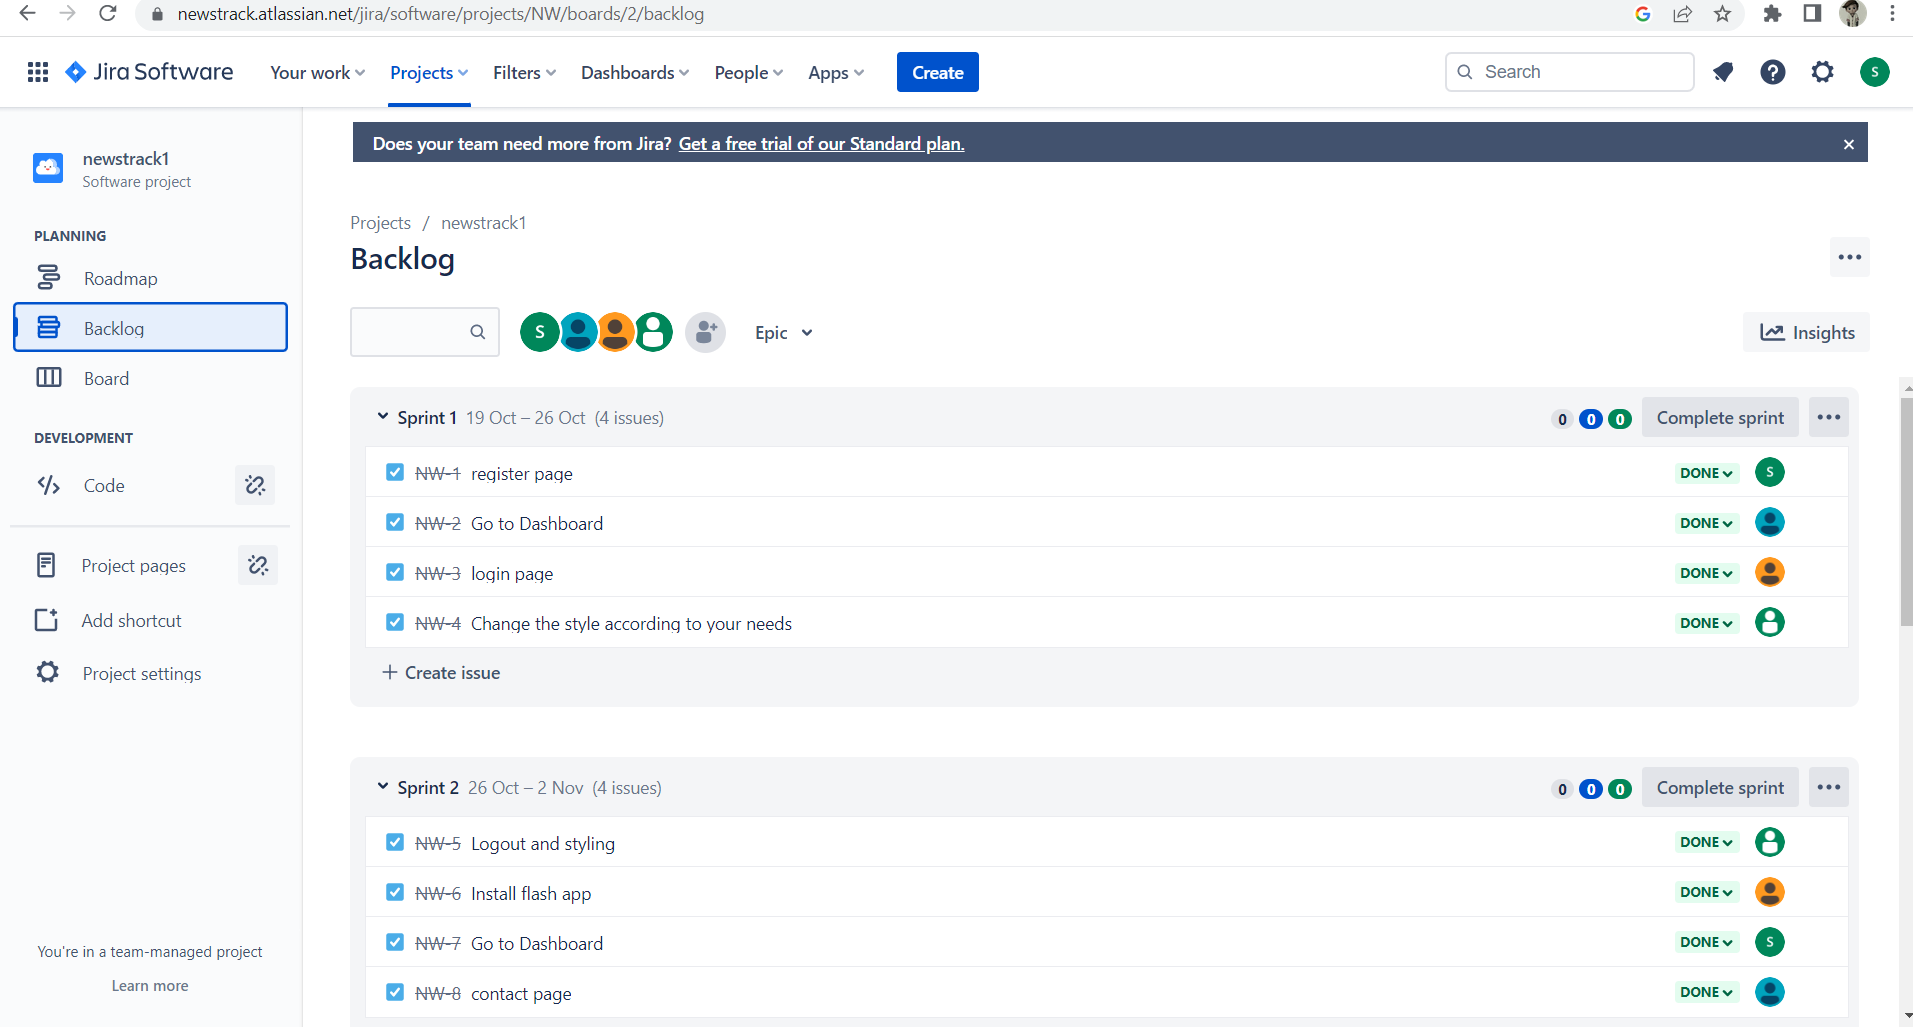 newstrack.atlassian.net/jira/software/projects/NW/boards/2/backlog
Jira Software Your work Projects Filters Dashboards People Apps Create Search S
Does your team need more from Jira? Get a free trial of our Standard plan.
newstrack1
Software project
Projects / newstrack1
PLANNING
Backlog
Roadmap
Backlog
Board
S Epic Insights
DEVELOPMENT
Code
Project pages
Add shortcut
Project settings
Sprint 1 19 Oct – 26 Oct (4 issues) 0 0 0 Complete sprint
NW-1 register page DONE S
NW-2 Go to Dashboard DONE
NW-3 login page DONE
NW-4 Change the style according to your needs DONE
+ Create issue
Sprint 2 26 Oct – 2 Nov (4 issues) 0 0 0 Complete sprint
NW-5 Logout and styling DONE
NW-6 Install flash app DONE
NW-7 Go to Dashboard DONE S
NW-8 contact page DONE
You're in a team-managed project
Learn more